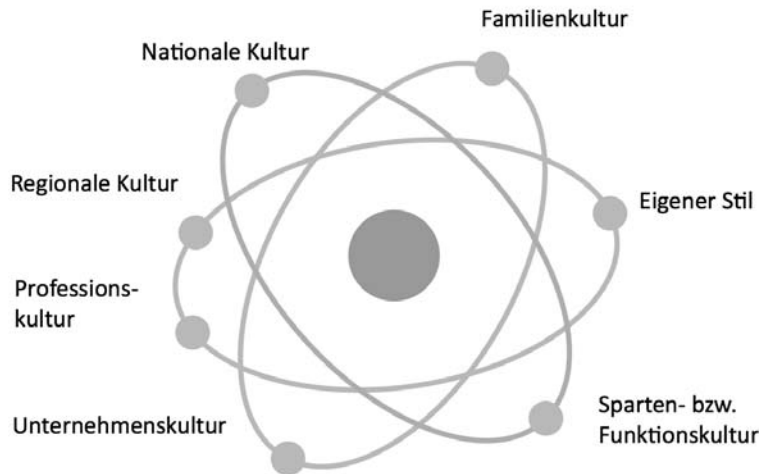 Familienkultur
Nationale Kultur
Regionale Kultur
Eigener Stil
Professions-
kultur
Unternehmenskultur
Sparten- bzw.
Funktionskultur